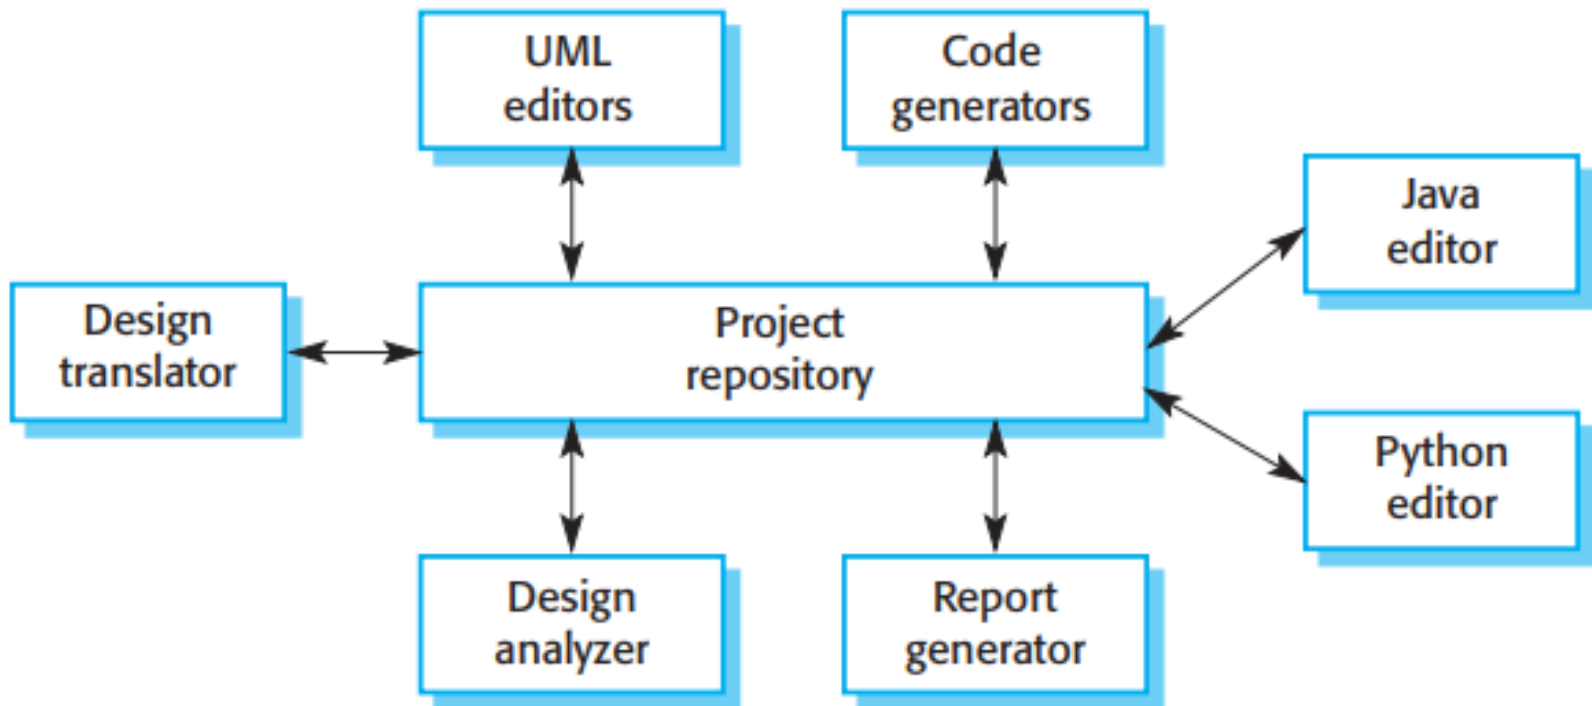 UML
editors
Code
generators
Java
editor
Design
translator
Project
repository
Python
editor
Design
analyzer
Report
generator